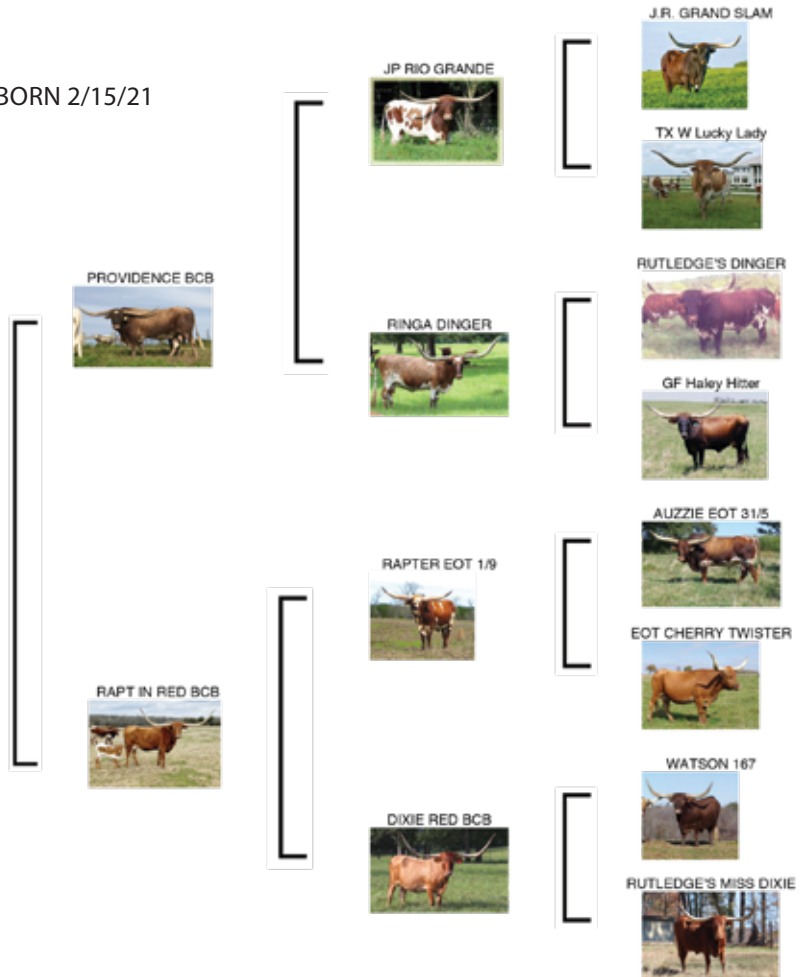 BORN 2/15/21
PROVIDENCE BCB
RAPT IN RED BCB
JP RIO GRANDE
RINGA DINGER
RAPTER EOT 1/9
DIXIE RED BCB
J.R. GRAND SLAM
TX W Lucky Lady
RUTLEDGE'S DINGER
GF Haley Hitter
AUZZIE EOT 31/5
EOT CHERRY TWISTER
WATSON 167
RUTLEDGE'S MISS DIXIE